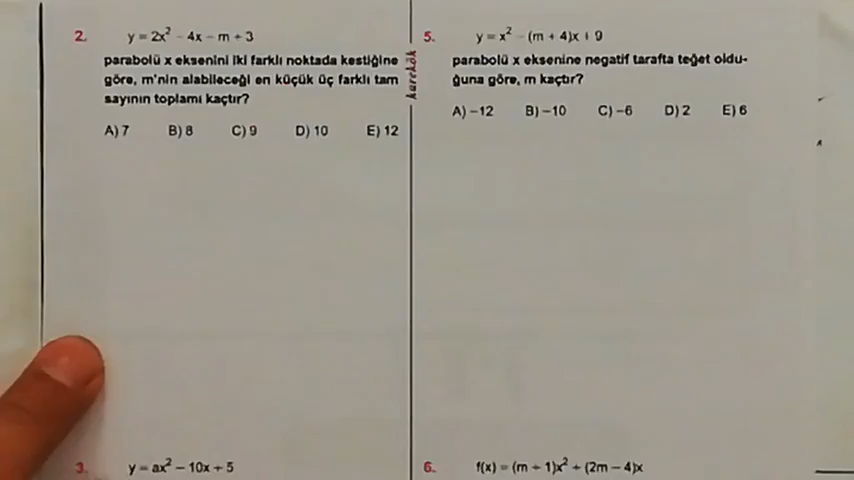 2. y = 2x² - 4x - m + 3
parabolü x eksenini iki farklı noktada kestiğine
göre, m'nin alabileceği en küçük üç farklı tam
sayının toplamı kaçtır?
A) 7 B) 8 C) 9 D) 10 E) 12
3. y = ax² - 10x + 5
karekök
5. y = x² - (m + 4)x + 9
parabolü x eksenine negatif tarafta teğet oldu-
ğuna göre, m kaçtır?
A) -12 B) -10 C) -6 D) 2 E) 6
6. f(x) = (m + 1)x² + (2m - 4)x